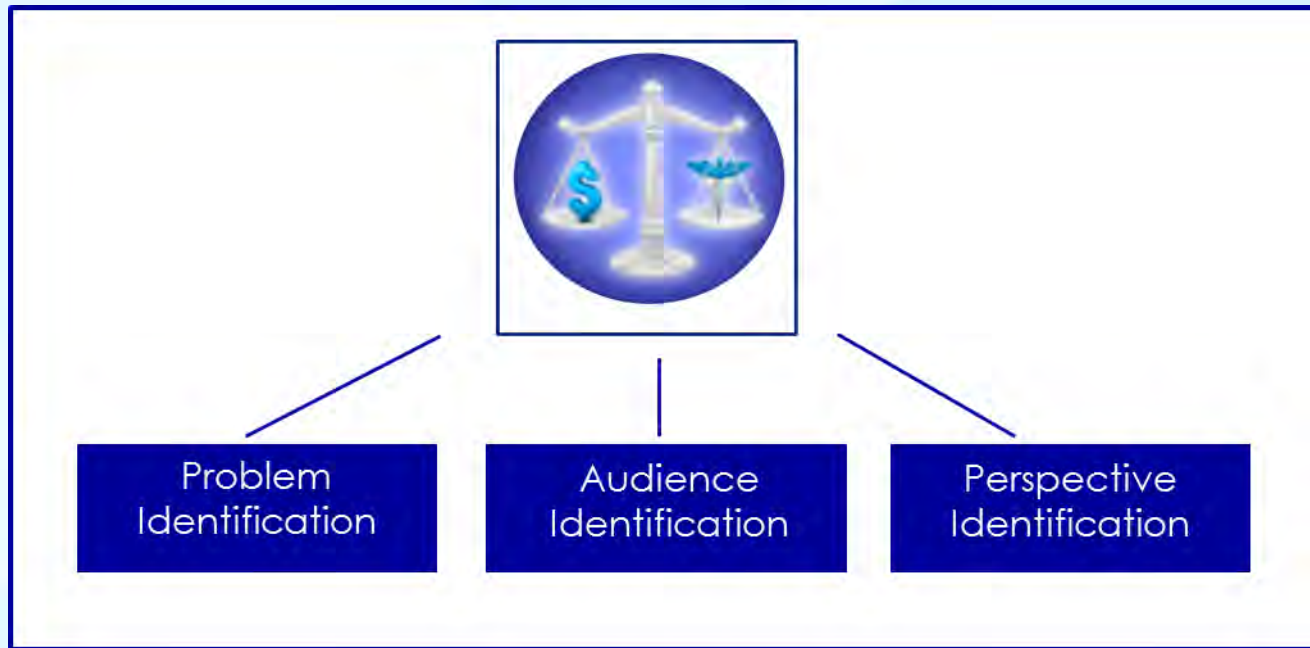 $
Problem
Identification
Audience
Identification
Perspective
Identification